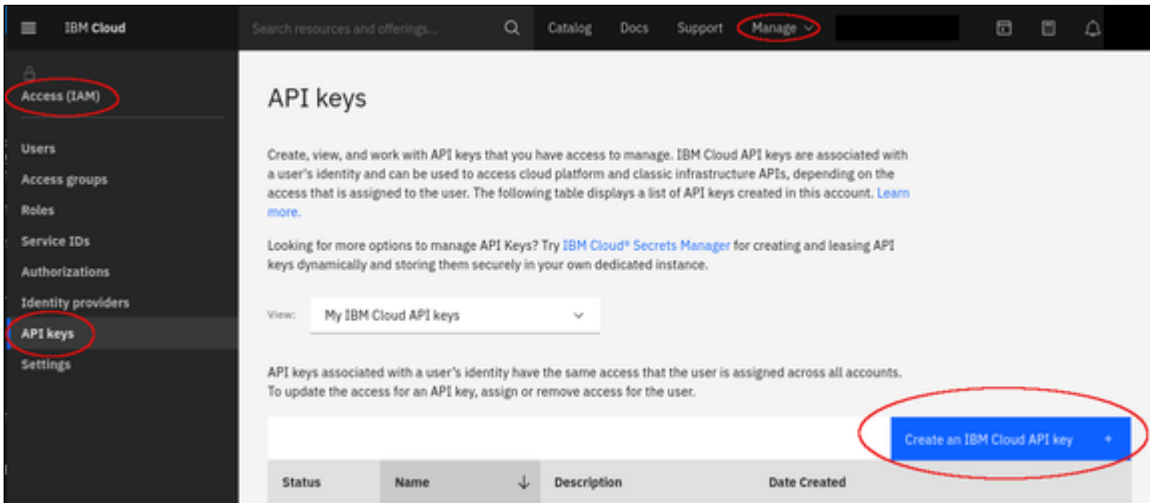 IBM Cloud
Search resources and offerings...
Catalog
Docs
Support
Manage
Access (IAM)
Users
Access groups
Roles
Service IDs
Authorizations
Identity providers
API keys
Settings
API keys
Create, view, and work with API keys that you have access to manage. IBM Cloud API keys are associated with
a user's identity and can be used to access cloud platform and classic infrastructure APIs, depending on the
access that is assigned to the user. The following table displays a list of API keys created in this account. Learn
more.
Looking for more options to manage API Keys? Try IBM Cloud® Secrets Manager for creating and leasing API
keys dynamically and storing them securely in your own dedicated instance.
View:
My IBM Cloud API keys
API keys associated with a user's identity have the same access that the user is assigned across all accounts.
To update the access for an API key, assign or remove access for the user.
Create an IBM Cloud API key +
Status
Name
Description
Date Created